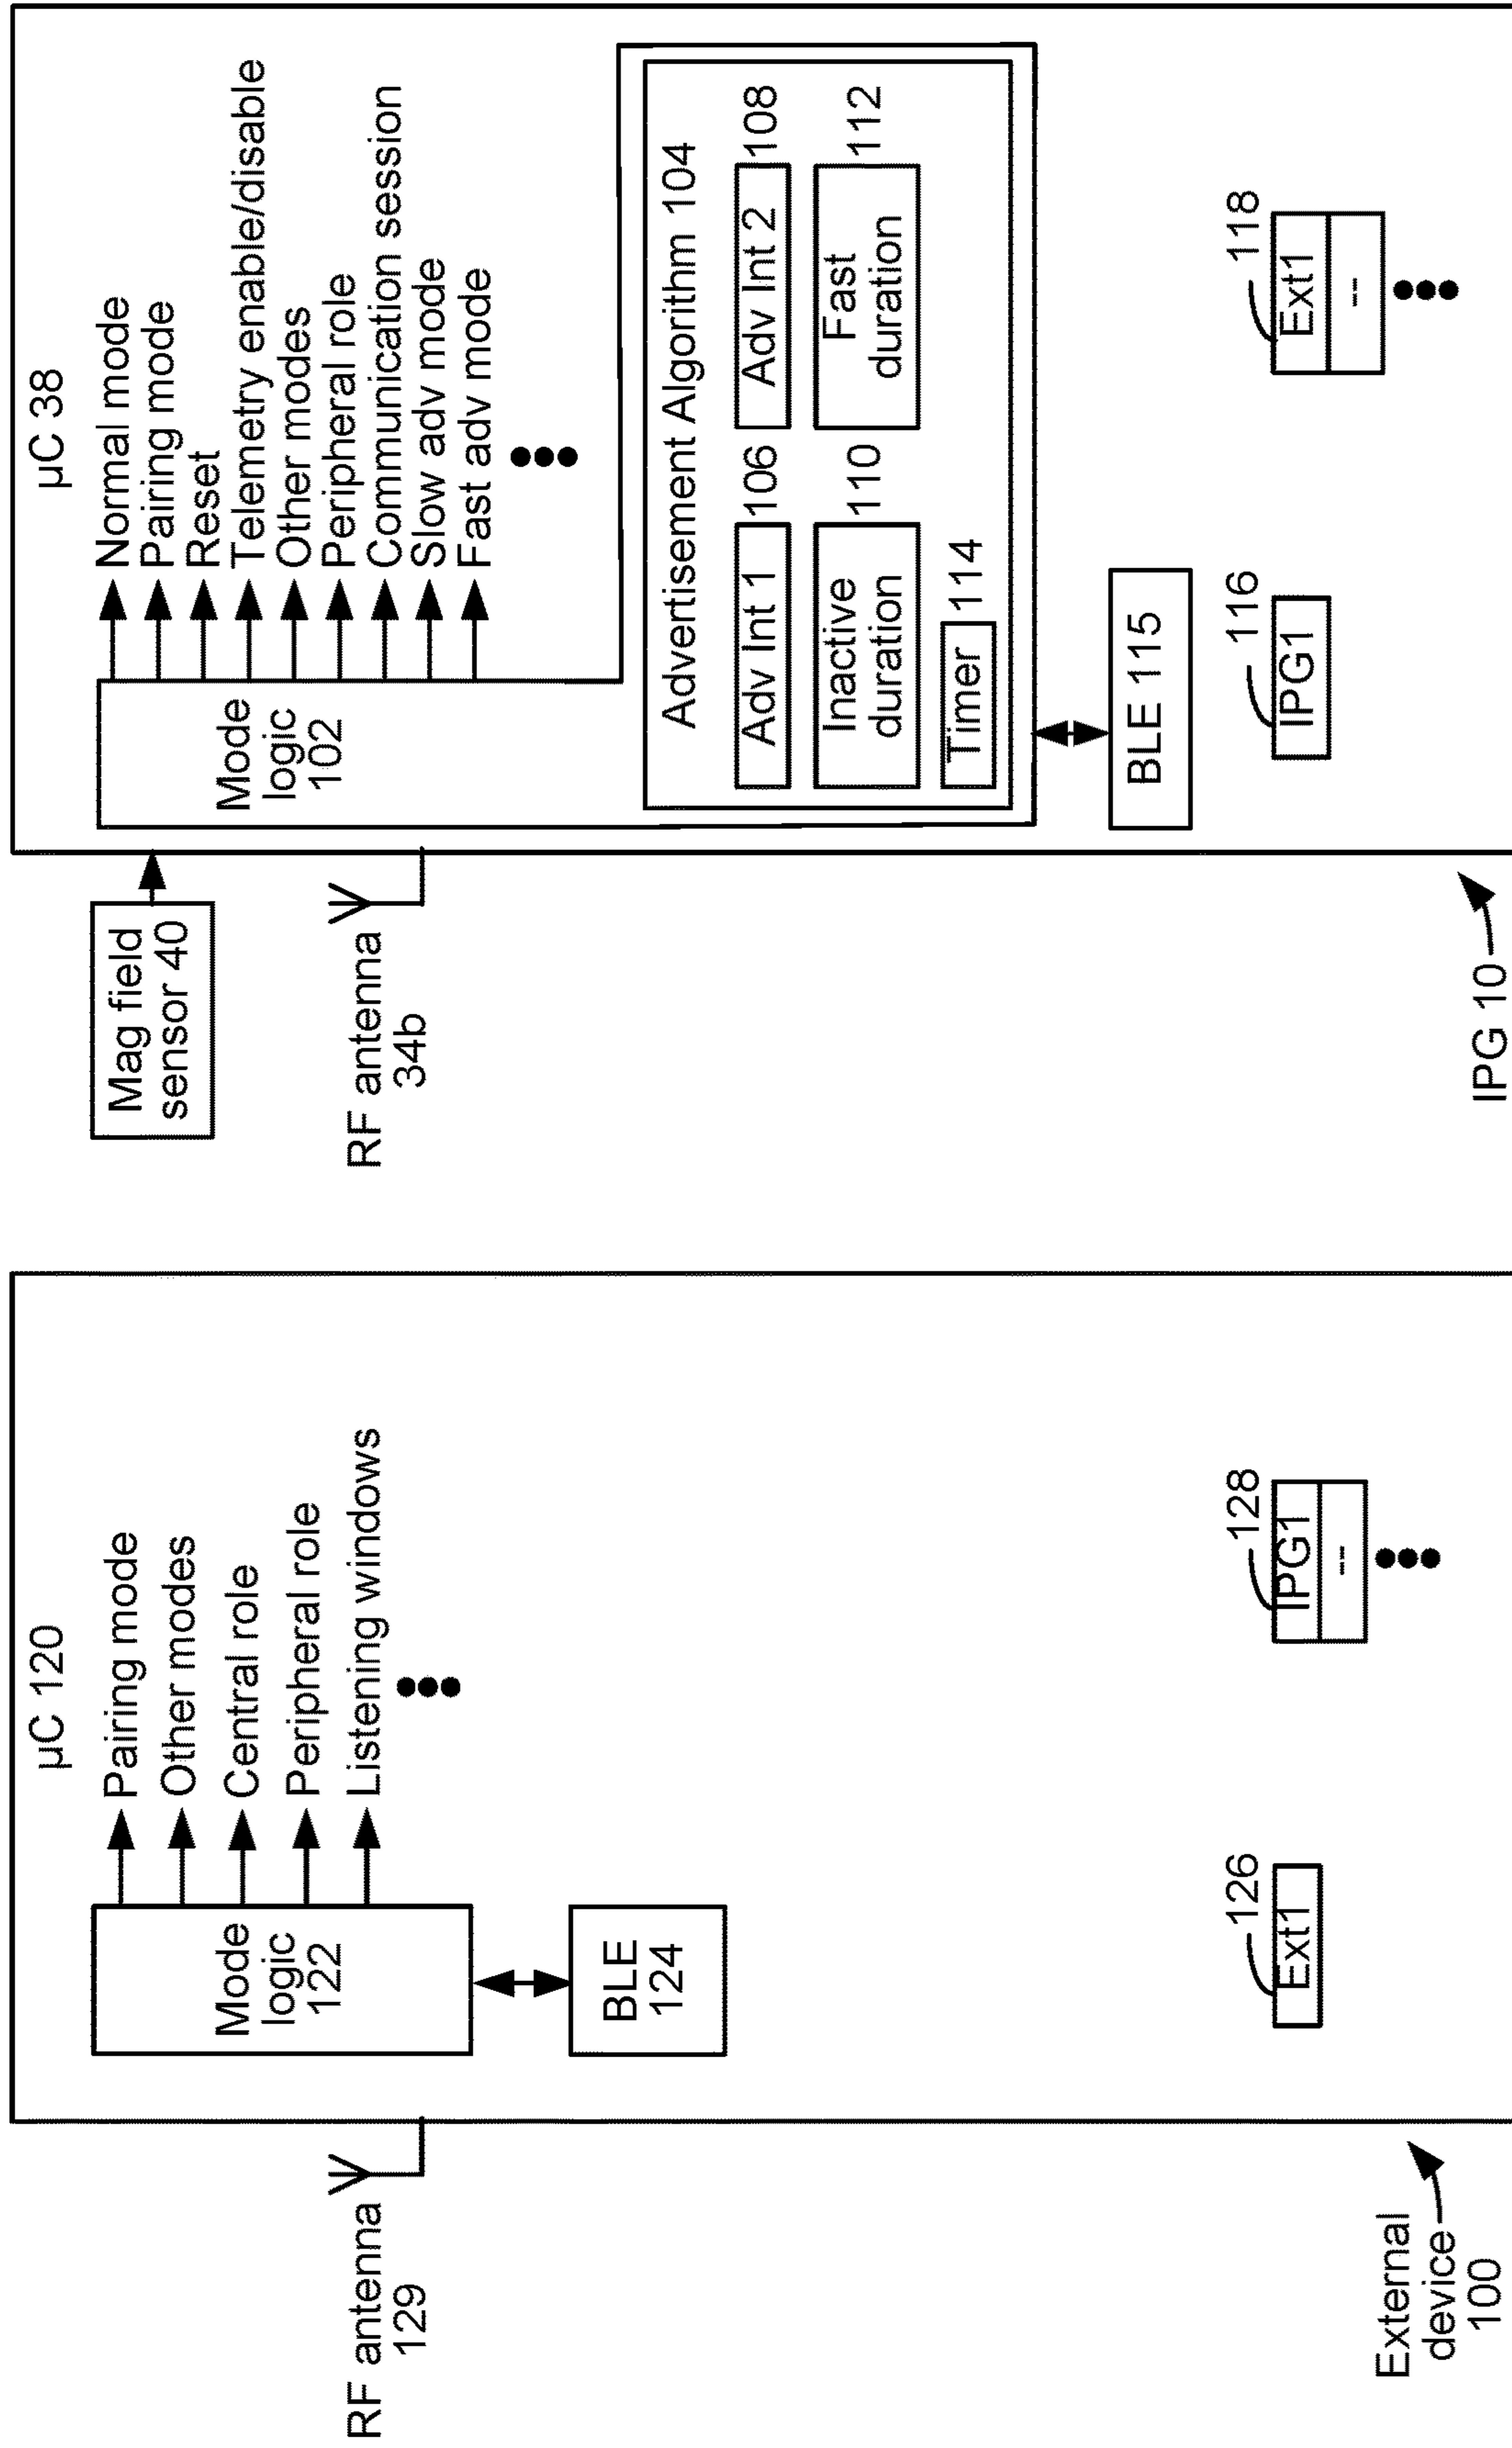 µC 120
Pairing mode
Other modes
Central role
Peripheral role
Listening windows
Mode
logic
122
BLE
124
RF antenna
129
126
Ext1
128
IPG1
--
External
device
100
µC 38
Normal mode
Pairing mode
Reset
Telemetry enable/disable
Other modes
Peripheral role
Communication session
Slow adv mode
Fast adv mode
Mag field
sensor 40
Mode
logic
102
RF antenna
34b
Advertisement Algorithm 104
Adv Int 1 106
Adv Int 2 108
Inactive
duration
110
Fast
duration
112
Timer 114
BLE 115
116
IPG1
118
Ext1
--
IPG 10